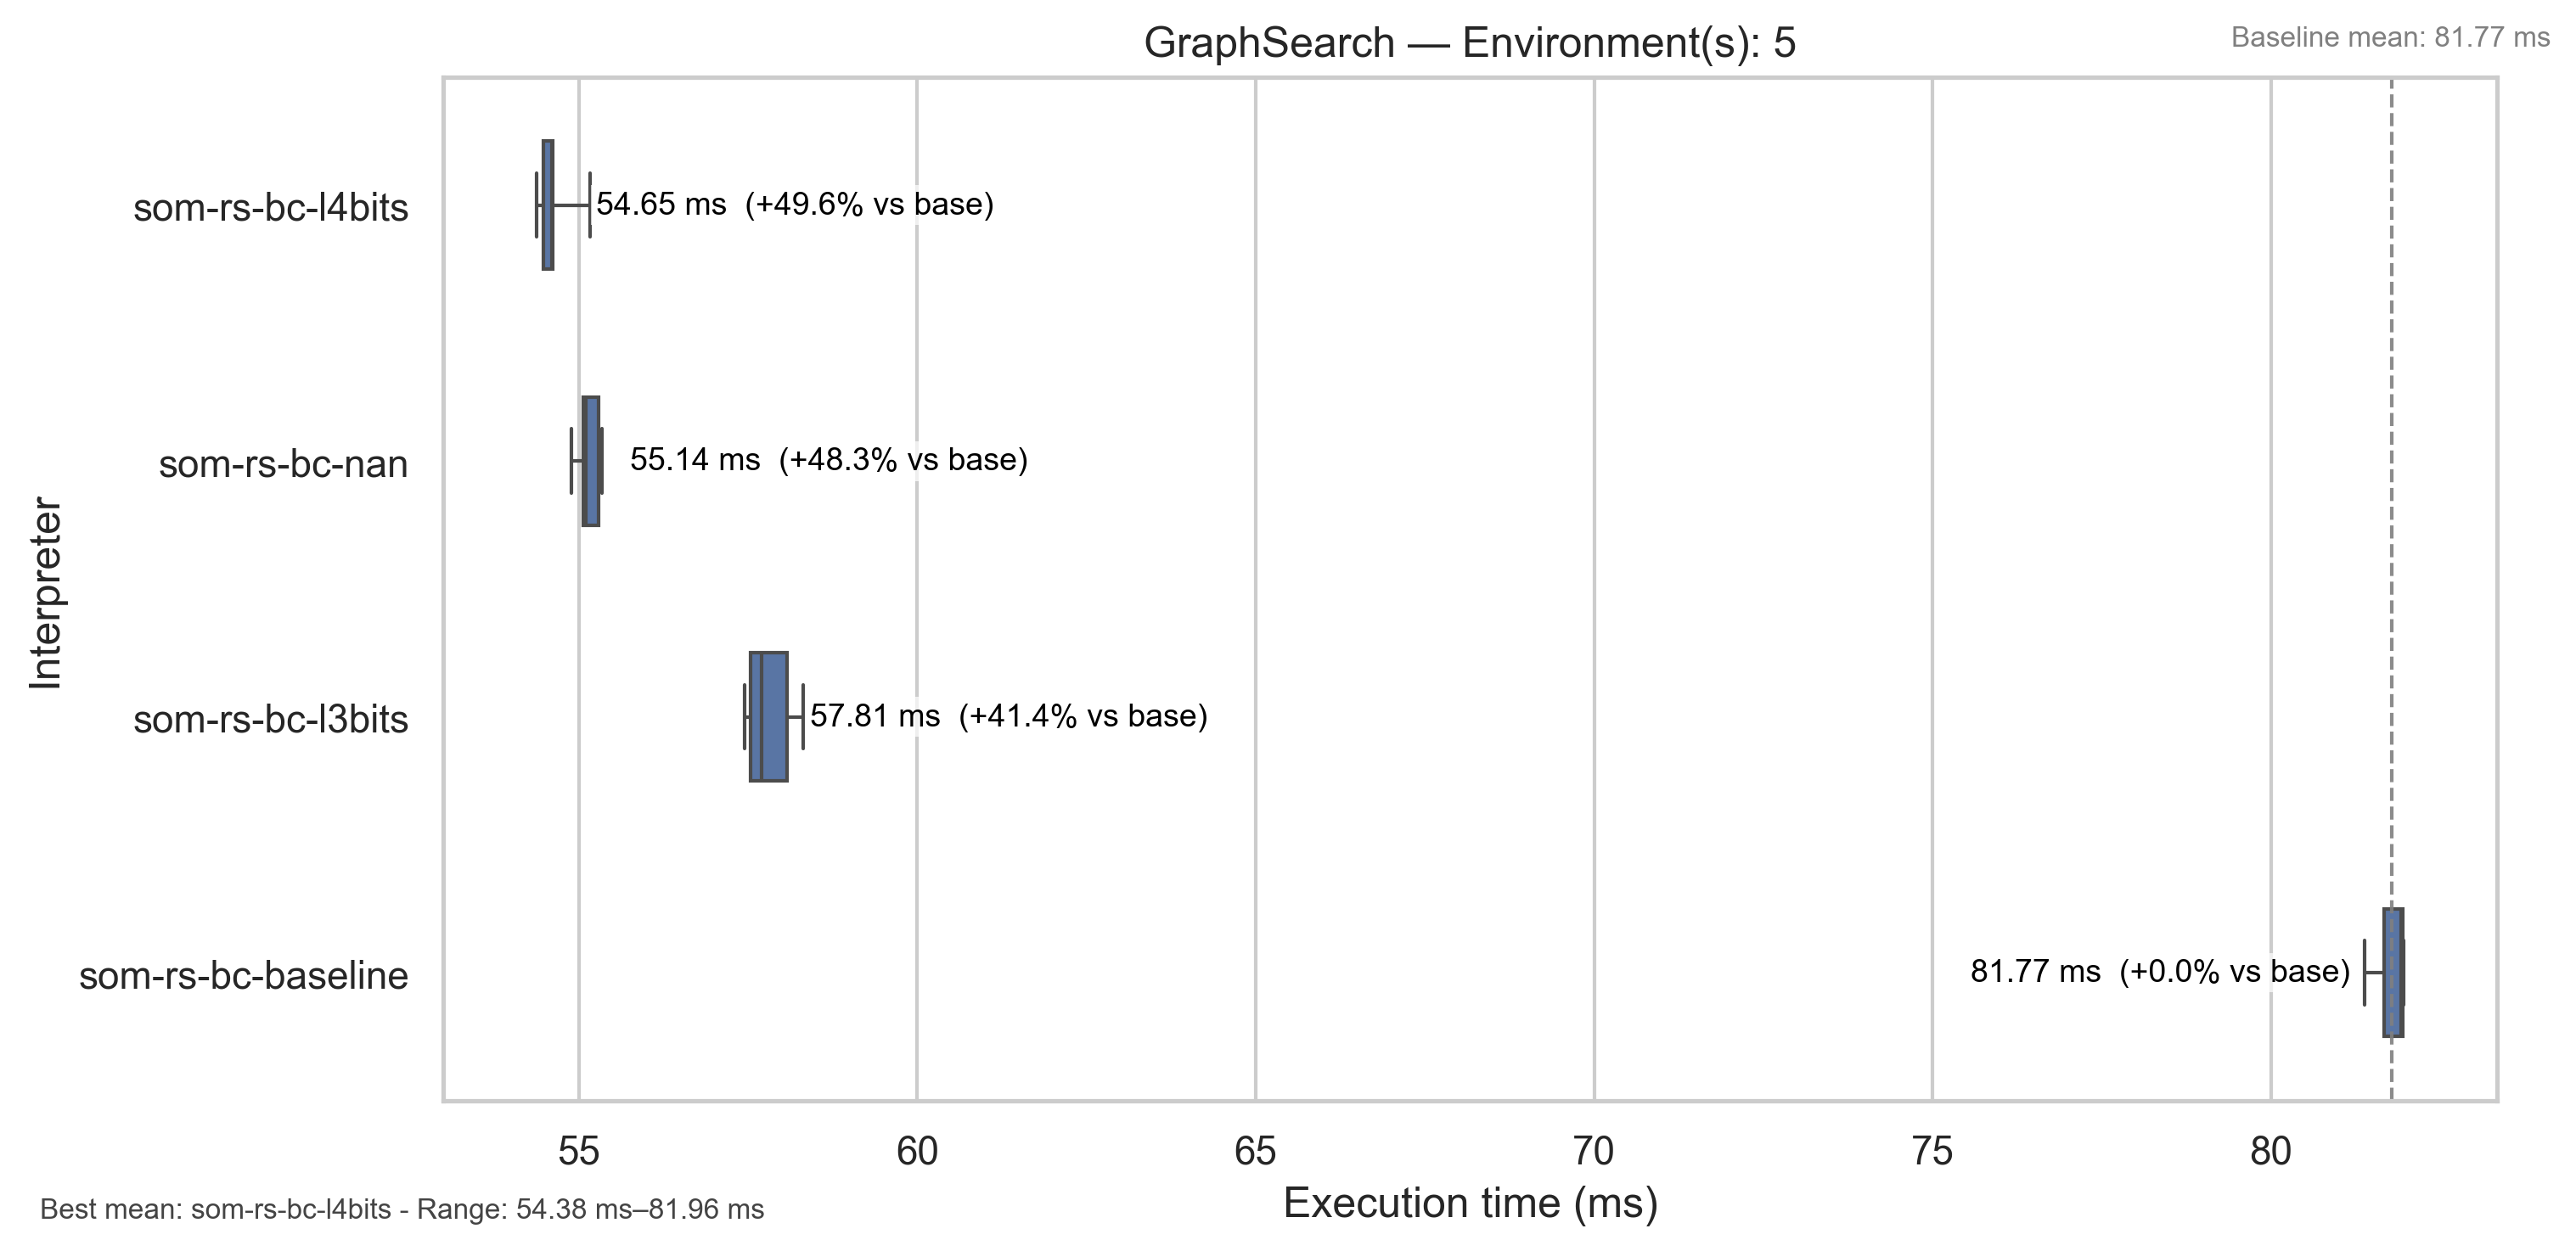 GraphSearch — Environment(s): 5
Baseline mean: 81.77 ms
Interpreter
som-rs-bc-l4bits
54.65 ms  (+49.6% vs base)
som-rs-bc-nan
55.14 ms  (+48.3% vs base)
som-rs-bc-l3bits
57.81 ms  (+41.4% vs base)
som-rs-bc-baseline
81.77 ms  (+0.0% vs base)
55 60 65 70 75 80
Execution time (ms)
Best mean: som-rs-bc-l4bits - Range: 54.38 ms–81.96 ms